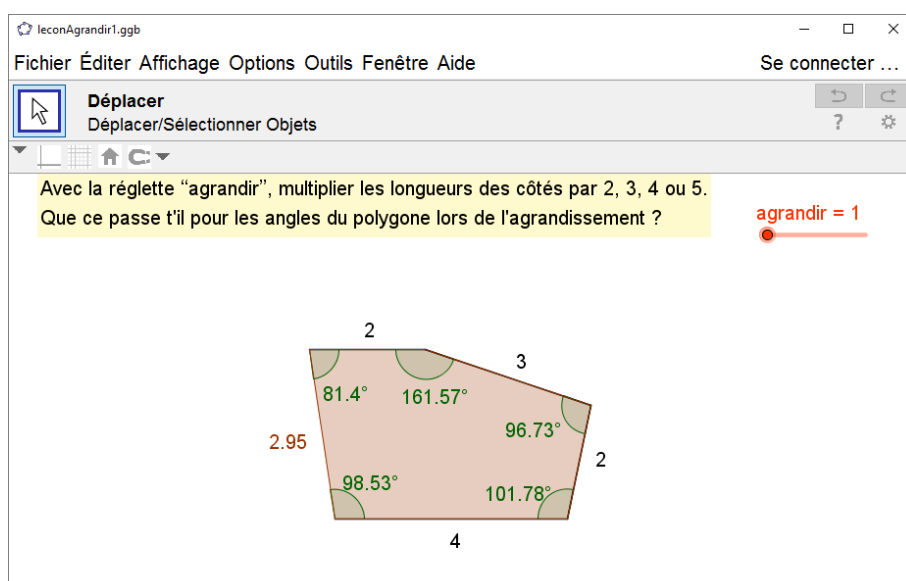 leconAgrandir1.ggb
Fichier Éditer Affichage Options Outils Fenêtre Aide
Se connecter ...
Déplacer
Déplacer/Sélectionner Objets
?
Avec la réglette “agrandir”, multiplier les longueurs des côtés par 2, 3, 4 ou 5.
Que ce passe t'il pour les angles du polygone lors de l'agrandissement ?
agrandir = 1
2
3
81.4°
161.57°
96.73°
2.95
2
98.53°
101.78°
4